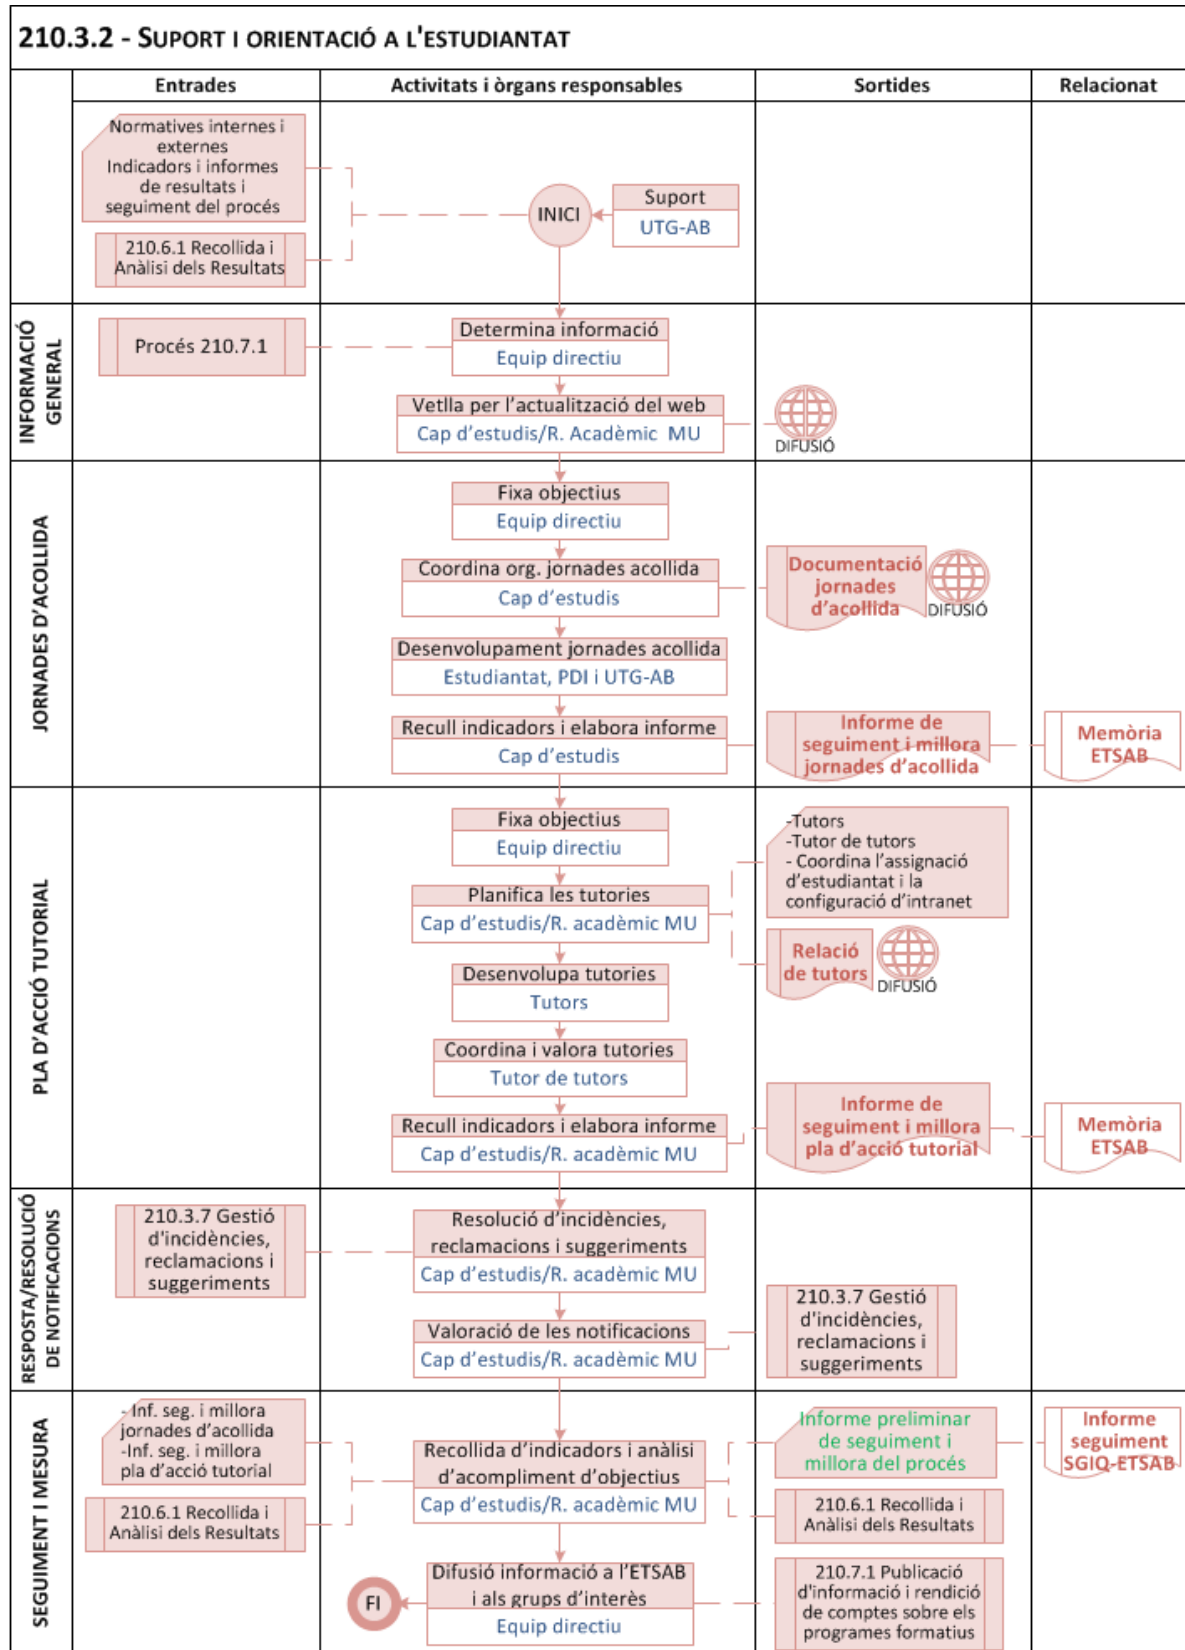 210.3.2 - SUPORT I ORIENTACIÓ A L'ESTUDIANTAT
Entrades
Activitats i òrgans responsables
Sortides
Relacionat
Normatives internes i
externes
Indicadors i informes
de resultats i
seguiment del procés
210.6.1 Recollida i
Anàlisi dels Resultats
INICI
Suport
UTG-AB
INFORMACIÓ
GENERAL
Procés 210.7.1
Determina informació
Equip directiu
Vetlla per l'actualització del web
Cap d'estudis/R. Acadèmic MU
DIFUSIÓ
JORNADES D'ACOLLIDA
Fixa objectius
Equip directiu
Coordina org. jornades acollida
Cap d'estudis
Documentació
jornades
d'acollida
DIFUSIÓ
Desenvolupament jornades acollida
Estudiantat, PDI i UTG-AB
Recull indicadors i elabora informe
Cap d'estudis
Informe de
seguiment i millora
jornades d'acollida
Memòria
ETSAB
PLA D'ACCIÓ TUTORIAL
Fixa objectius
Equip directiu
Planifica les tutories
Cap d'estudis/R. acadèmic MU
-Tutors
-Tutor de tutors
- Coordina l'assignació
d'estudiantat i la
configuració d'intranet
Relació
de tutors
DIFUSIÓ
Desenvolupa tutories
Tutors
Coordina i valora tutories
Tutor de tutors
Recull indicadors i elabora informe
Cap d'estudis/R. acadèmic MU
Informe de
seguiment i millora
pla d'acció tutorial
Memòria
ETSAB
RESPOSTA/RESOLUCIÓ
DE NOTIFICACIONS
210.3.7 Gestió
d'incidències,
reclamacions i
suggeriments
Resolució d'incidències,
reclamacions i suggeriments
Cap d'estudis/R. acadèmic MU
Valoració de les notificacions
Cap d'estudis/R. acadèmic MU
210.3.7 Gestió
d'incidències,
reclamacions i
suggeriments
SEGUIMENT I MESURA
- Inf. seg. i millora
jornades d'acollida
-Inf. seg. i millora
pla d'acció tutorial
210.6.1 Recollida i
Anàlisi dels Resultats
Recollida d'indicadors i anàlisi
d'acompliment d'objectius
Cap d'estudis/R. acadèmic MU
Informe preliminar
de seguiment i
millora del procés
Informe
seguiment
SGIQ-ETSAB
210.6.1 Recollida i
Anàlisi dels Resultats
FI
Difusió informació a l'ETSAB
i als grups d'interès
Equip directiu
210.7.1 Publicació
d'informació i rendició
de comptes sobre els
programes formatius